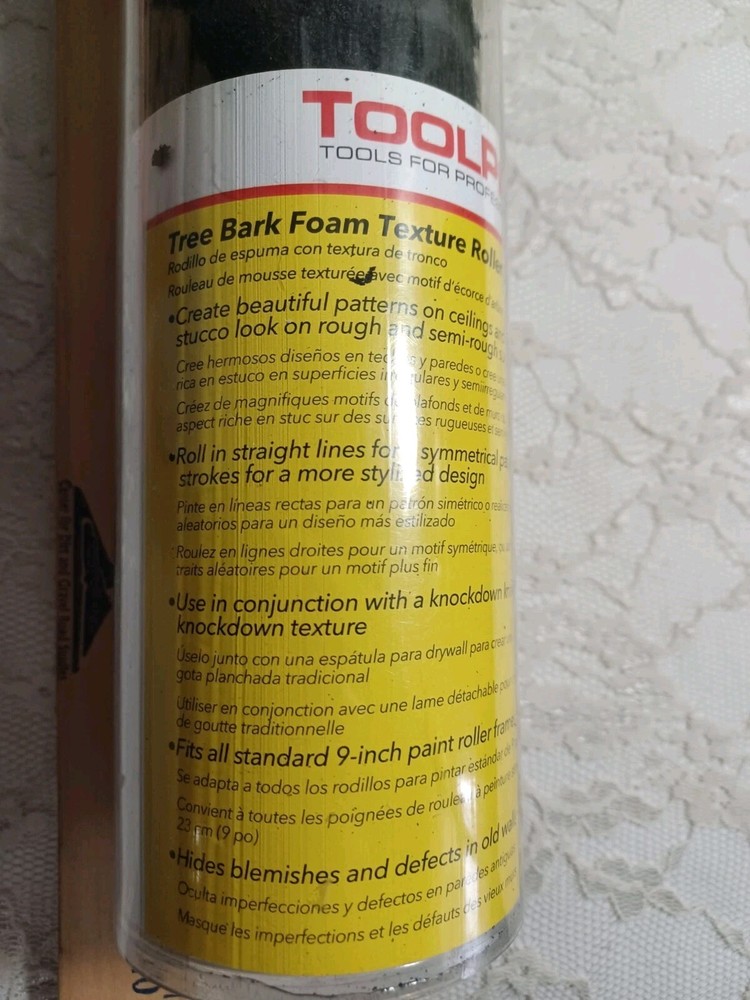 TOOLP
TOOLS FOR PROFE
Tree Bark Foam Texture Roller
Rodillo de espuma con textura de tronco
Rouleau de mousse texturée avec motif d'écorce d'
•Create beautiful patterns on ceilings
stucco look on rough and semi-rough
Cree hermosos diseños en y paredes o
rica en estuco en superficies y
Créez de magnifiques motifs plafonds et de
aspect riche en stuc sur des rugueuses et
•Roll in straight lines for symmetrical
strokes for a more stylized design
Pinte en líneas rectas para un patrón simétrico o
aleatorios para un diseño más estilizado
Roulez en lignes droites pour un motif symétrique,
traits aléatoires pour un motif plus fin
•Use in conjunction with a knockdown
knockdown texture
Úselo junto con una espátula para drywall para
gota planchada tradicional
Utiliser en conjonction avec une lame détachable
de goutte traditionnelle
•Fits all standard 9-inch paint roller frame
Se adapta a todos los rodillos para pintar estándar de
Convient à toutes les poignées de rouleau à peinture
23 cm (9 po)
•Hides blemishes and defects in old
Oculta imperfecciones y defectos en paredes
Masque les imperfections et les défauts des vieux